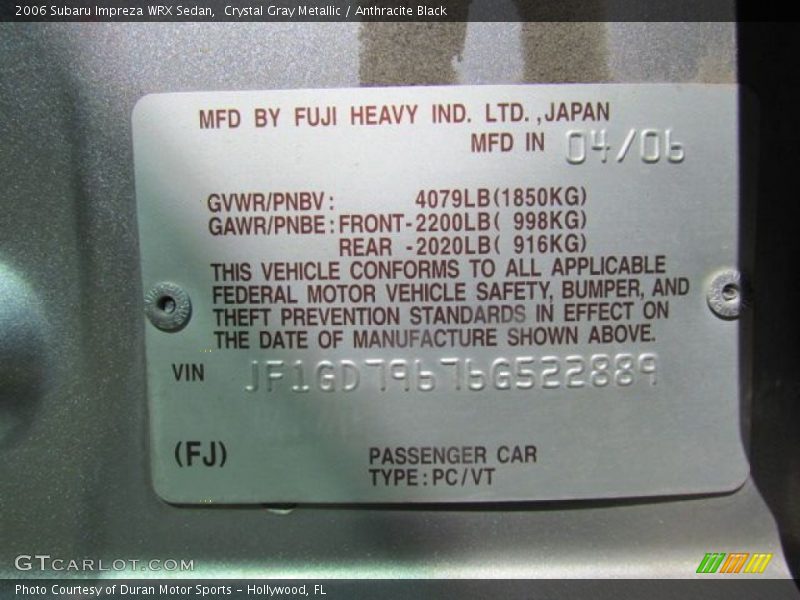 2006 Subaru Impreza WRX Sedan,  Crystal Gray Metallic / Anthracite Black
MFD BY FUJI HEAVY IND. LTD.,JAPAN
MFD IN 04/06
GVWR/PNBV: 4079LB(1850KG)
GAWR/PNBE:FRONT-2200LB( 998KG)
REAR -2020LB( 916KG)
THIS VEHICLE CONFORMS TO ALL APPLICABLE
FEDERAL MOTOR VEHICLE SAFETY, BUMPER, AND
THEFT PREVENTION STANDARDS IN EFFECT ON
THE DATE OF MANUFACTURE SHOWN ABOVE.
VIN JF1GD79676G522889
(FJ) PASSENGER CAR
TYPE:PC/VT
GTCARLOT.COM
Photo Courtesy of Duran Motor Sports - Hollywood, FL